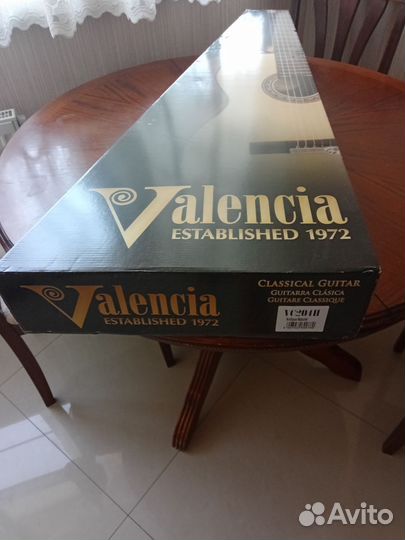 Valencia
ESTABLISHED 1972
Valencia
ESTABLISHED 1972
CLASSICAL GUITAR
GUITARRA CLÁSICA
GUITARE CLASSIQUE
VC204H
Avito